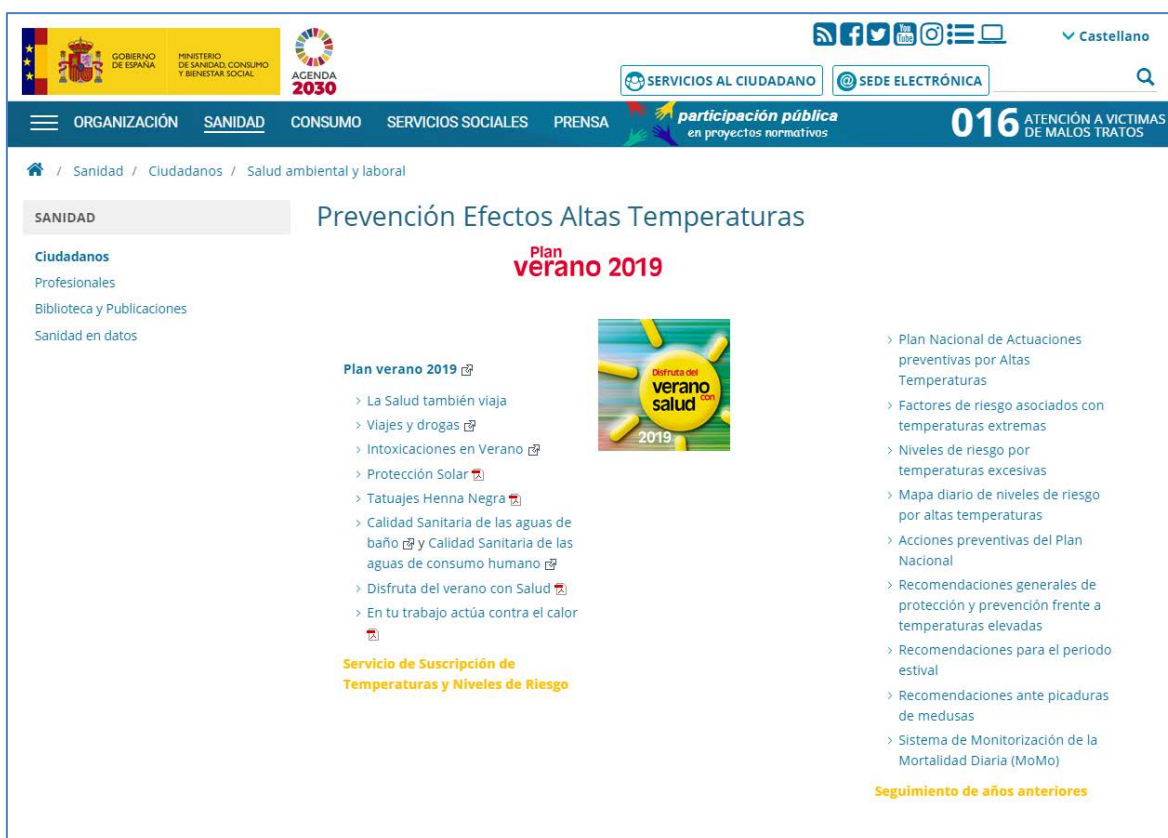 GOBIERNO
DE ESPAÑA
MINISTERIO
DE SANIDAD, CONSUMO
Y BIENESTAR SOCIAL
AGENDA
2030
You
Tube
Castellano
SERVICIOS AL CIUDADANO
@ SEDE ELECTRÓNICA
ORGANIZACIÓN SANIDAD CONSUMO SERVICIOS SOCIALES PRENSA
participación pública
en proyectos normativos
016 ATENCIÓN A VICTIMAS
DE MALOS TRATOS
/ Sanidad / Ciudadanos / Salud ambiental y laboral
SANIDAD
Ciudadanos
Profesionales
Biblioteca y Publicaciones
Sanidad en datos
Prevención Efectos Altas Temperaturas
Plan
verano 2019
Plan verano 2019
> La Salud también viaja
> Viajes y drogas
> Intoxicaciones en Verano
> Protección Solar
> Tatuajes Henna Negra
> Calidad Sanitaria de las aguas de
baño y Calidad Sanitaria de las
aguas de consumo humano
> Disfruta del verano con Salud
> En tu trabajo actúa contra el calor
Servicio de Suscripción de
Temperaturas y Niveles de Riesgo
Disfruta del
verano
con
salud
2019
> Plan Nacional de Actuaciones
preventivas por Altas
Temperaturas
> Factores de riesgo asociados con
temperaturas extremas
> Niveles de riesgo por
temperaturas excesivas
> Mapa diario de niveles de riesgo
por altas temperaturas
> Acciones preventivas del Plan
Nacional
> Recomendaciones generales de
protección y prevención frente a
temperaturas elevadas
> Recomendaciones para el periodo
estival
> Recomendaciones ante picaduras
de medusas
> Sistema de Monitorización de la
Mortalidad Diaria (MoMo)
Seguimiento de años anteriores